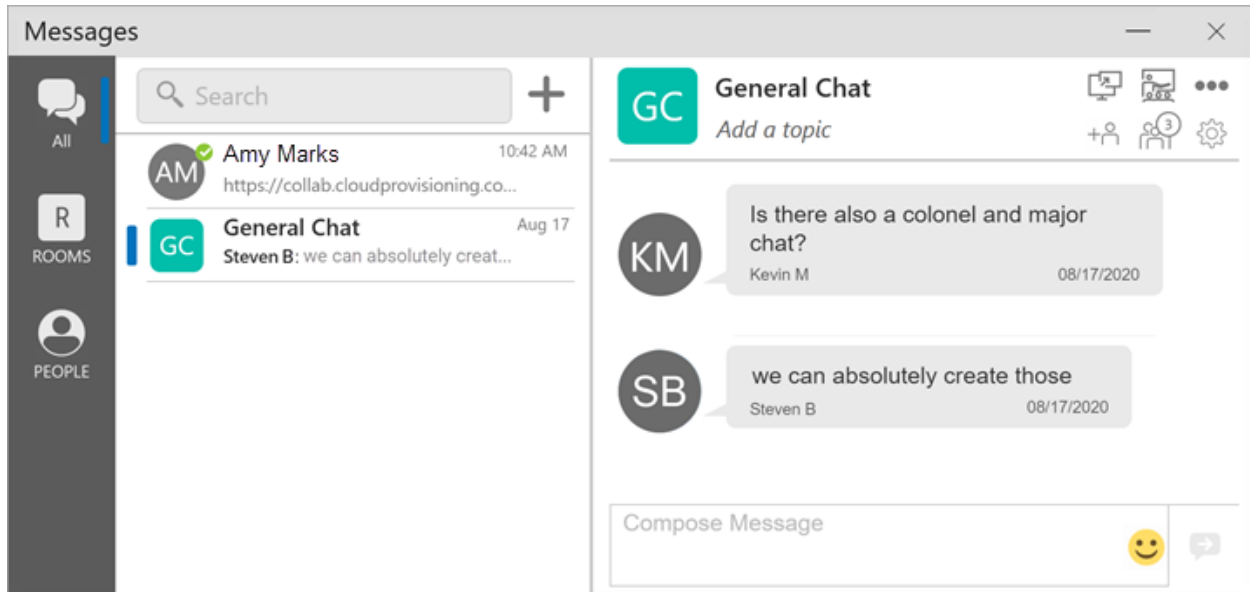 Messages
All
R
ROOMS
PEOPLE
Search
AM
Amy Marks
10:42 AM
https://collab.cloudprovisioning.co...
GC
General Chat
Aug 17
Steven B: we can absolutely creat...
GC
General Chat
Add a topic
3
KM
Is there also a colonel and major
chat?
Kevin M
08/17/2020
SB
we can absolutely create those
Steven B
08/17/2020
Compose Message